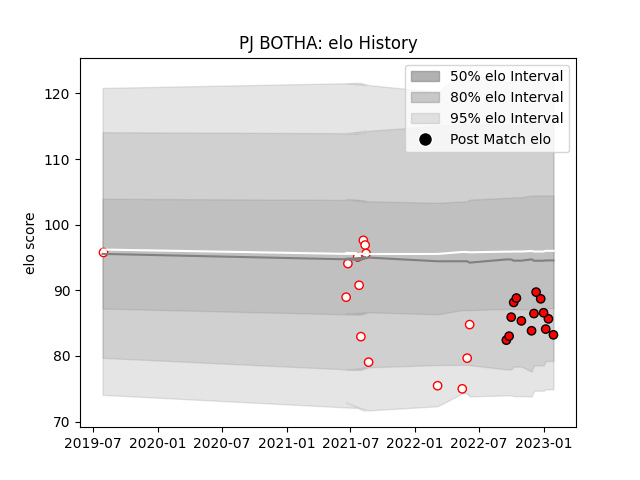 PJ BOTHA: elo History
50% elo Interval
80% elo Interval
95% elo Interval
Post Match elo
elo score
120
110
100
90
80
70
2019-07 2020-01 2020-07 2021-01 2021-07 2022-01 2022-07 2023-01